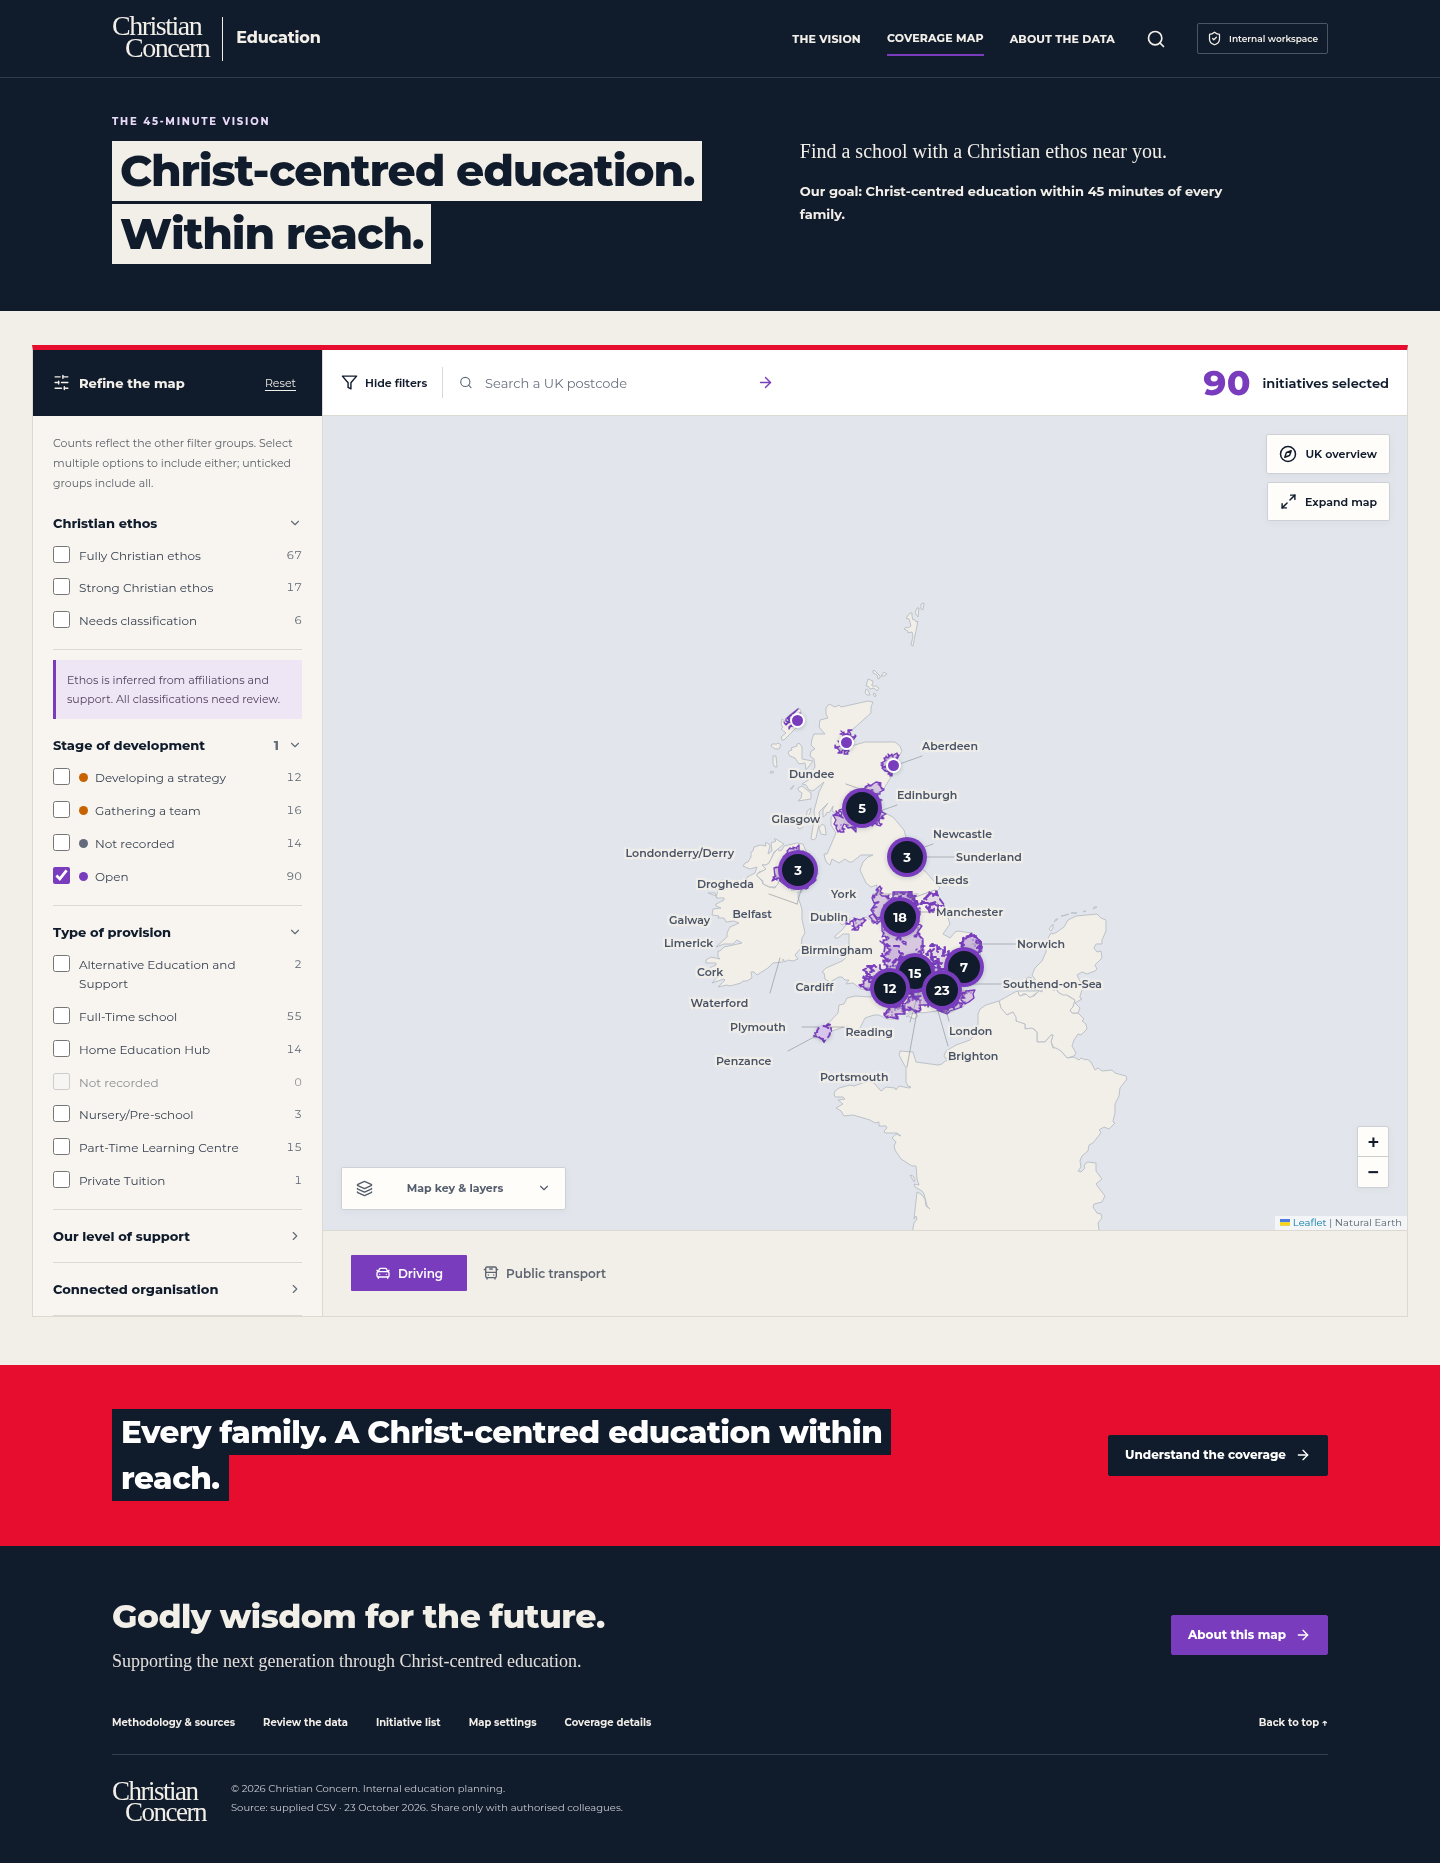 Christian
Concern
Education
THE VISION
COVERAGE MAP
ABOUT THE DATA
Internal workspace
THE 45-MINUTE VISION
Christ-centred education.
Within reach.
Find a school with a Christian ethos near you.
Our goal: Christ-centred education within 45 minutes of every
family.
Refine the map
Reset
Hide filters
Search a UK postcode
90 initiatives selected
Counts reflect the other filter groups. Select
multiple options to include either; unticked
groups include all.
Christian ethos
Fully Christian ethos 67
Strong Christian ethos 17
Needs classification 6
Ethos is inferred from affiliations and
support. All classifications need review.
Stage of development 1
Developing a strategy 12
Gathering a team 16
Not recorded 14
Open 90
Type of provision
Alternative Education and 2
Support
Full-Time school 55
Home Education Hub 14
Not recorded 0
Nursery/Pre-school 3
Part-Time Learning Centre 15
Private Tuition 1
Our level of support
Connected organisation
UK overview
Expand map
Aberdeen
Dundee
Edinburgh
5
Glasgow
Newcastle
Londonderry/Derry
3
Sunderland
3
Leeds
Drogheda
York
Belfast
Dublin
Manchester
18
Galway
Limerick
Birmingham
Norwich
Cork
15
7
Cardiff
12
23
Southend-on-Sea
Waterford
Plymouth
Reading
London
Penzance
Brighton
Portsmouth
+
−
Map key & layers
Leaflet | Natural Earth
Driving
Public transport
Every family. A Christ-centred education within
reach.
Understand the coverage →
Godly wisdom for the future.
Supporting the next generation through Christ-centred education.
About this map →
Methodology & sources
Review the data
Initiative list
Map settings
Coverage details
Back to top ↑
Christian
Concern
© 2026 Christian Concern. Internal education planning.
Source: supplied CSV · 23 October 2026. Share only with authorised colleagues.